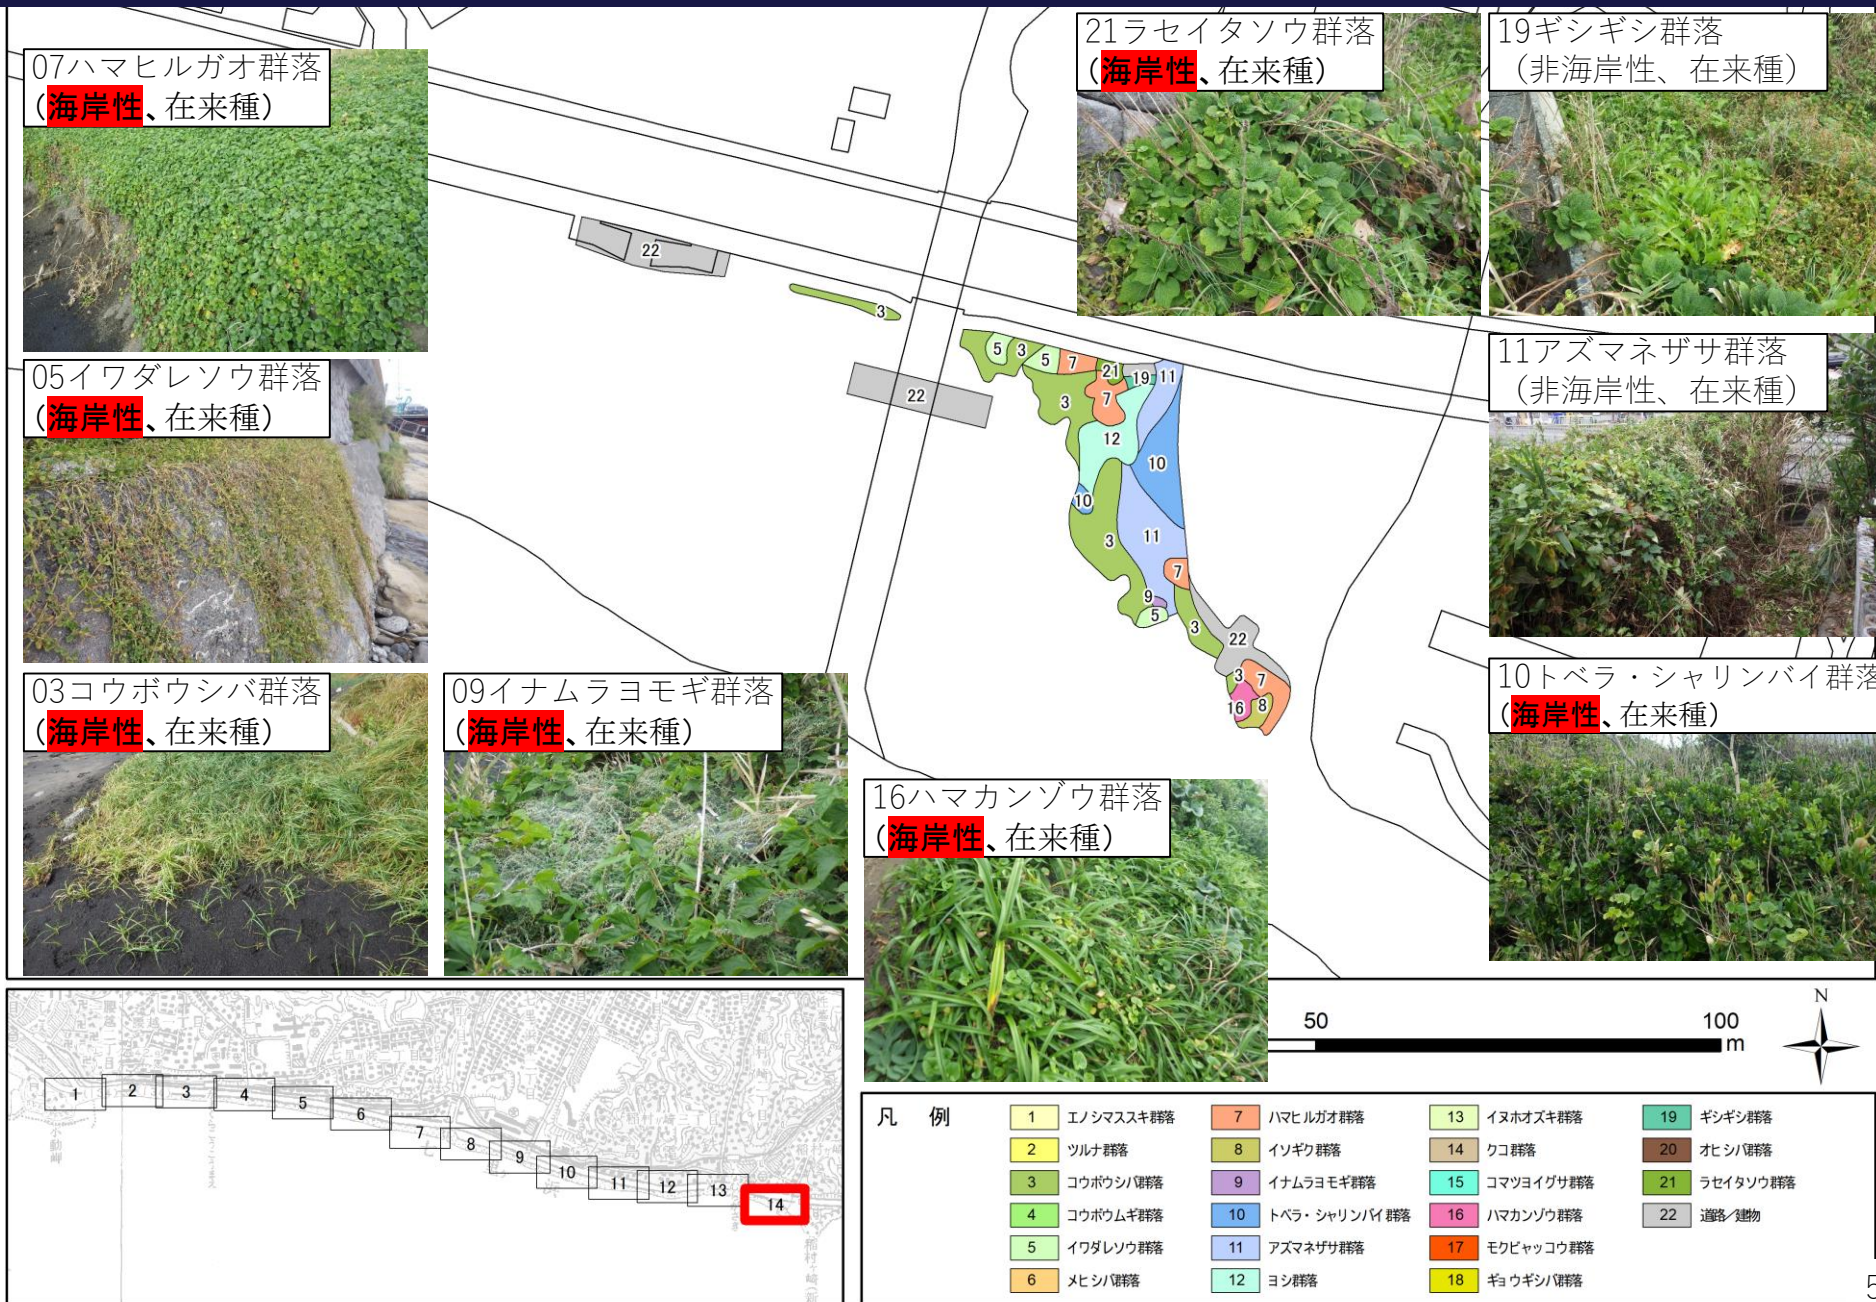 07ハマヒルガオ群落
(海岸性、在来種)
21ラセイタソウ群落
(海岸性、在来種)
19ギシギシ群落
(非海岸性、在来種)
05イワダレソウ群落
(海岸性、在来種)
11アズマネザサ群落
(非海岸性、在来種)
03コウボウシバ群落
(海岸性、在来種)
09イナムラヨモギ群落
(海岸性、在来種)
16ハマカンゾウ群落
(海岸性、在来種)
10トベラ・シャリンバイ群落
(海岸性、在来種)
22
3
22
5
3
5
7
21
19
11
3
7
12
10
10
3
11
7
9
5
3
22
3
7
16
8
50
100
m
N
1
2
3
4
5
6
7
8
9
10
11
12
13
14
小動岬
凡 例
1 エノシマススキ群落
2 ツルナ群落
3 コウボウシバ群落
4 コウボウムギ群落
5 イワダレソウ群落
6 メヒシバ群落
7 ハマヒルガオ群落
8 イソギク群落
9 イナムラヨモギ群落
10 トベラ・シャリンバイ群落
11 アズマネザサ群落
12 ヨシ群落
13 イヌホオズキ群落
14 クコ群落
15 コマツヨイグサ群落
16 ハマカンゾウ群落
17 モクビャッコウ群落
18 ギョウギシバ群落
19 ギシギシ群落
20 オヒシバ群落
21 ラセイタソウ群落
22 道路／建物